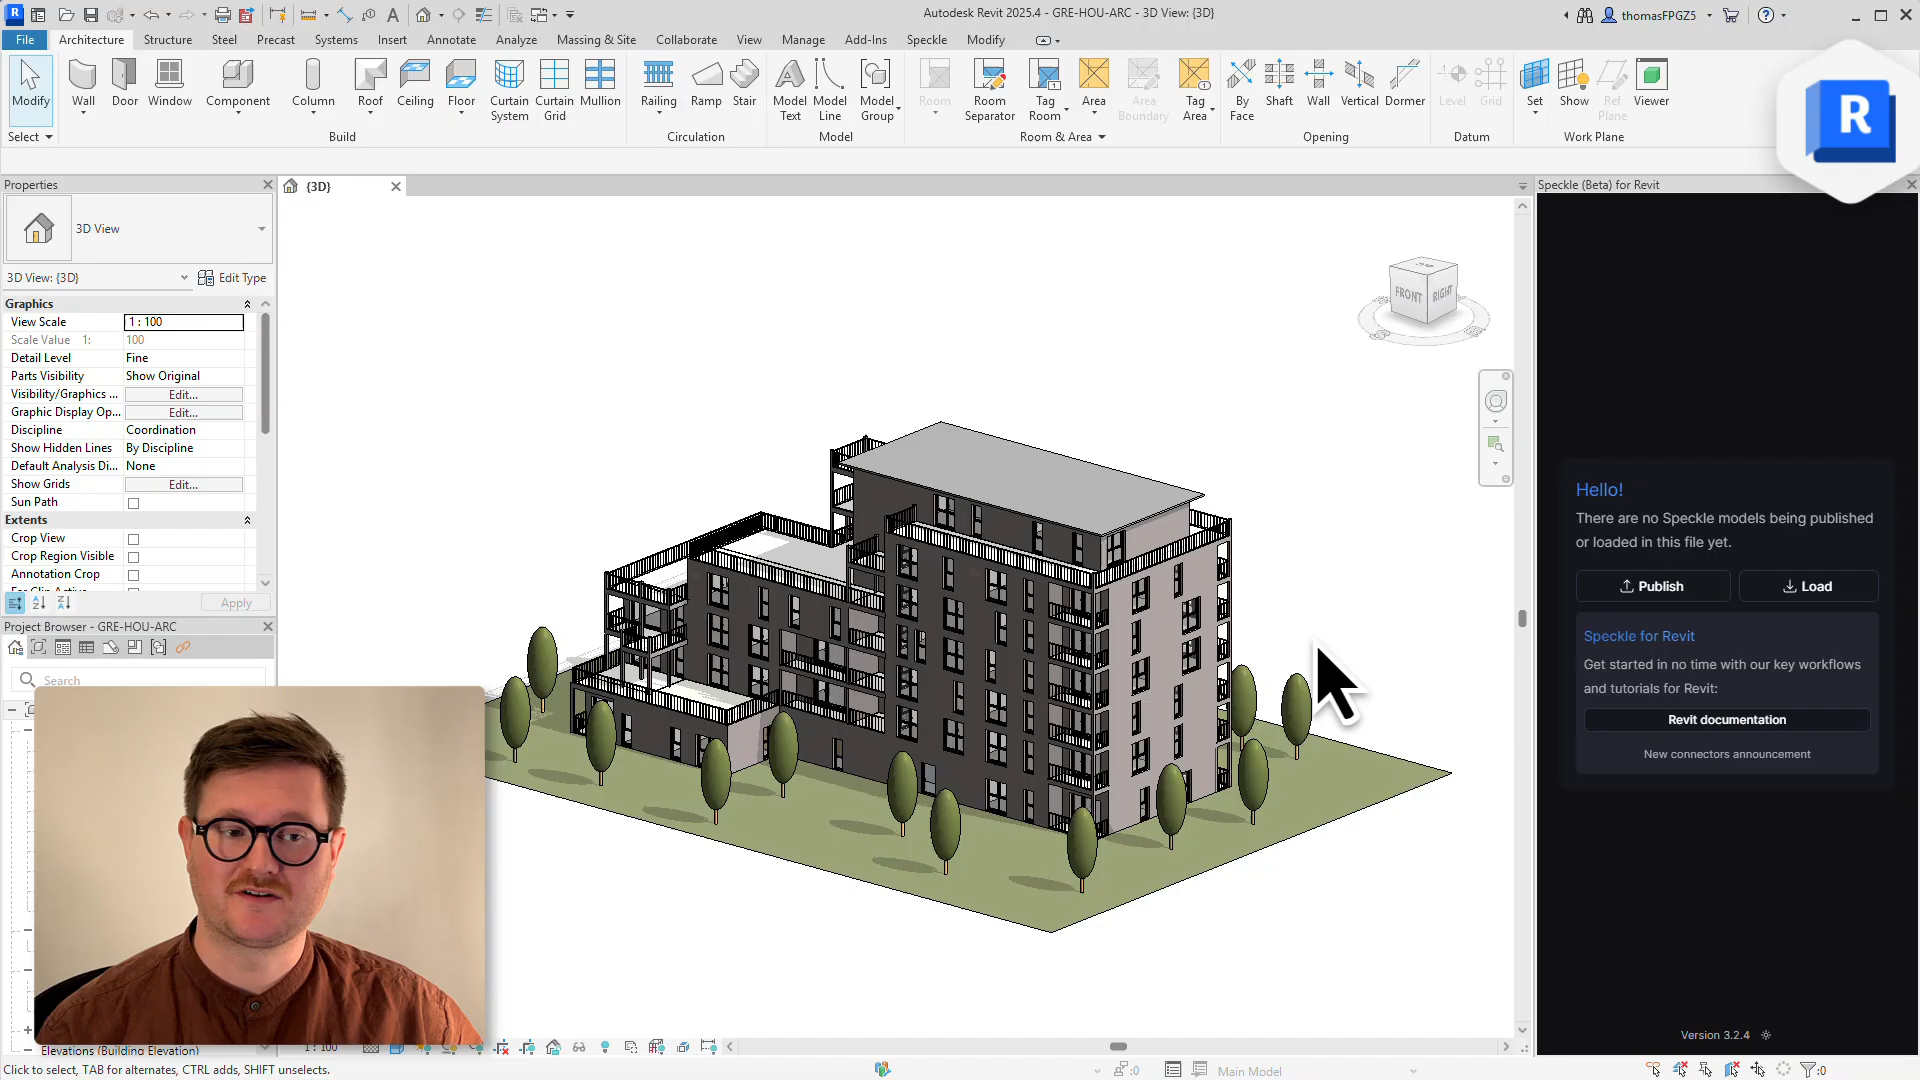 Autodesk Revit 2025.4 - GRE-HOU-ARC - 3D View: {3D}
thomasFPGZ5
File Architecture Structure Steel Precast Systems Insert Annotate Analyze Massing & Site Collaborate View Manage Add-Ins Speckle Modify
Modify Wall Door Window Component Column Roof Ceiling Floor Curtain System Curtain Grid Mullion Railing Ramp Stair Model Text Model Line Model Group Room Room Separator Tag Room Area Area Boundary Tag Area By Face Shaft Wall Vertical Dormer Level Grid Set Show Ref Plane Viewer
Select Build Circulation Model Room & Area Opening Datum Work Plane
R
Properties
{3D}
Speckle (Beta) for Revit
3D View
3D View: {3D}
Edit Type
Graphics
View Scale 1 : 100
Scale Value 1: 100
Detail Level Fine
Parts Visibility Show Original
Visibility/Graphics ... Edit...
Graphic Display Op... Edit...
Discipline Coordination
Show Hidden Lines By Discipline
Default Analysis Di... None
Show Grids Edit...
Sun Path
Extents
Crop View
Crop Region Visible
Annotation Crop
Apply
Project Browser - GRE-HOU-ARC
Search
Elevations (Building Elevation)
FRONT RIGHT
Hello!
There are no Speckle models being published
or loaded in this file yet.
Publish Load
Speckle for Revit
Get started in no time with our key workflows
and tutorials for Revit:
Revit documentation
New connectors announcement
Version 3.2.4
1 : 100
Click to select, TAB for alternates, CTRL adds, SHIFT unselects.
:0
Main Model
:0